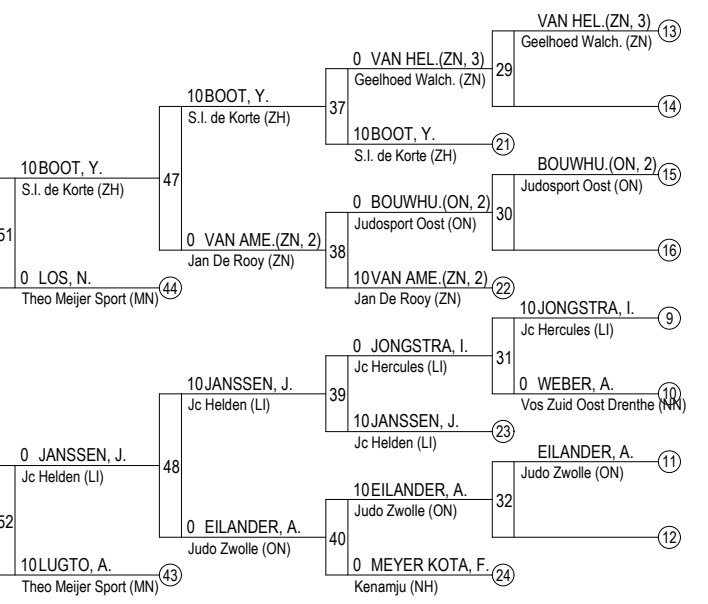 VAN HEL.(ZN, 3) 13
0 VAN HEL.(ZN, 3) Geelhoed Walch. (ZN)
Geelhoed Walch. (ZN) 29
10 BOOT, Y. 37 14
S.I. de Korte (ZH)
10 BOOT, Y. 21
S.I. de Korte (ZH)
BOUWHU.(ON, 2) 15
10 BOOT, Y. 47 Judosport Oost (ON)
S.I. de Korte (ZH)
0 BOUWHU.(ON, 2) 30
Judosport Oost (ON)
51
0 VAN AME.(ZN, 2) 38 16
Jan De Rooy (ZN)
0 LOS, N. 44 10 VAN AME.(ZN, 2) 22
Theo Meijer Sport (MN) Jan De Rooy (ZN)
10 JONGSTRA, I. 9
Jc Hercules (LI)
0 JONGSTRA, I. 31
Jc Hercules (LI)
10 JANSSEN, J. 39 0 WEBER, A. 10
Jc Helden (LI) Vos Zuid Oost Drenthe (NN)
10 JANSSEN, J. 23
Jc Helden (LI)
0 JANSSEN, J. 48 EILANDER, A. 11
Jc Helden (LI) Judo Zwolle (ON)
10 EILANDER, A. 32
Judo Zwolle (ON)
52
0 EILANDER, A. 40 12
Judo Zwolle (ON)
10 LUGTO, A. 43 0 MEYER KOTA, F. 24
Theo Meijer Sport (MN) Kenamju (NH)